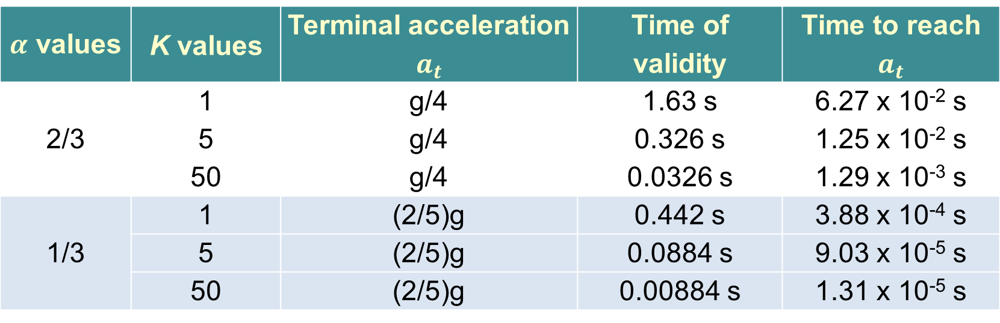 α values K values Terminal acceleration aₜ Time of validity Time to reach aₜ
2/3 1 g/4 1.63 s 6.27 x 10⁻² s
5 g/4 0.326 s 1.25 x 10⁻² s
50 g/4 0.0326 s 1.29 x 10⁻³ s
1/3 1 (2/5)g 0.442 s 3.88 x 10⁻⁴ s
5 (2/5)g 0.0884 s 9.03 x 10⁻⁵ s
50 (2/5)g 0.00884 s 1.31 x 10⁻⁵ s